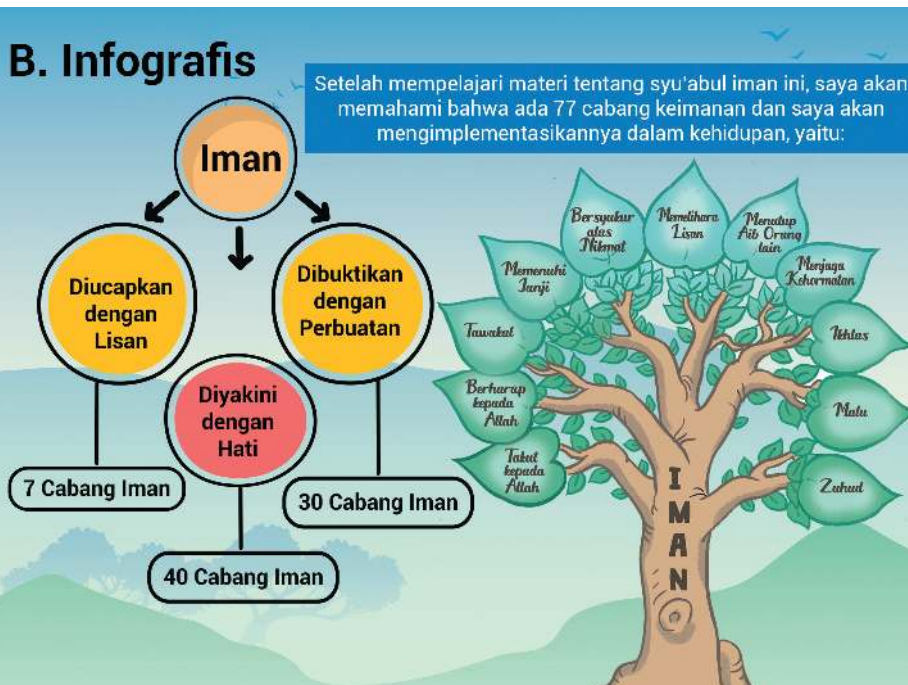 B. Infografis
Setelah mempelajari materi tentang syu'abul iman ini, saya akan
memahami bahwa ada 77 cabang keimanan dan saya akan
mengimplementasikannya dalam kehidupan, yaitu:
Iman
Diucapkan
dengan
Lisan
Diyakini
dengan
Hati
Dibuktikan
dengan
Perbuatan
7 Cabang Iman
40 Cabang Iman
30 Cabang Iman
Takut
kepada
Allah
Berharap
kepada
Allah
Tawakal
Memenuhi
Janji
Bersyukur
atas
Nikmat
Memelihara
Lisan
Menutup
Aib Orang
lain
Menjaga
Kehormatan
Ikhlas
Malu
Zuhud
IMAN